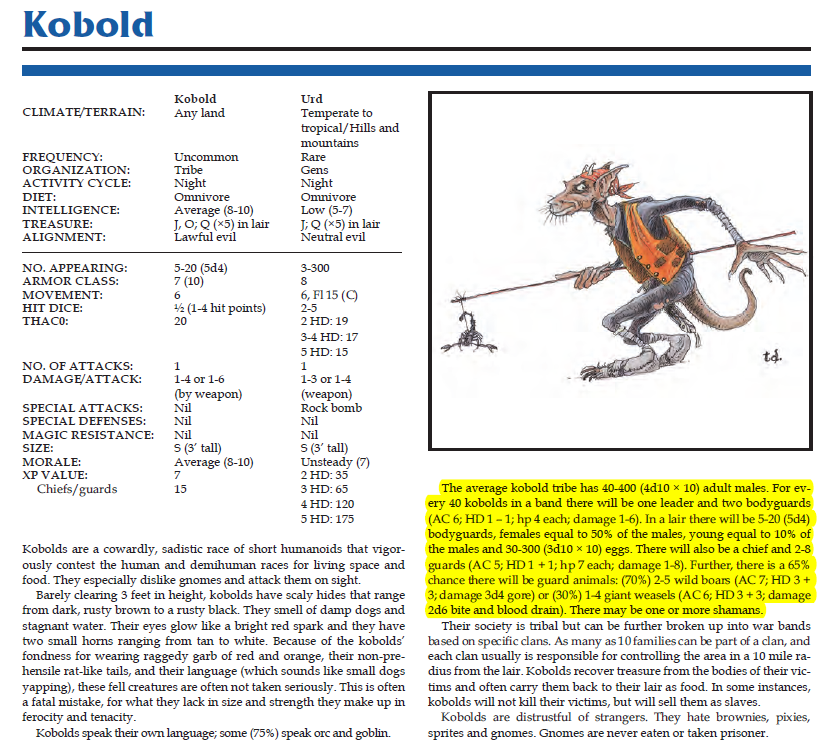 Kobold
Kobold Urd
CLIMATE/TERRAIN: Any land Temperate to
tropical/Hills and
mountains
FREQUENCY: Uncommon Rare
ORGANIZATION: Tribe Gens
ACTIVITY CYCLE: Night Night
DIET: Omnivore Omnivore
INTELLIGENCE: Average (8-10) Low (5-7)
TREASURE: J, O; Q (×5) in lair J; Q (×5) in lair
ALIGNMENT: Lawful evil Neutral evil
NO. APPEARING: 5-20 (5d4) 3-300
ARMOR CLASS: 7 (10) 8
MOVEMENT: 6 6, Fl 15 (C)
HIT DICE: ½ (1-4 hit points) 2-5
THAC0: 20 2 HD: 19
3-4 HD: 17
5 HD: 15
NO. OF ATTACKS: 1 1
DAMAGE/ATTACK: 1-4 or 1-6 1-3 or 1-4
(by weapon) (weapon)
SPECIAL ATTACKS: Nil Rock bomb
SPECIAL DEFENSES: Nil Nil
MAGIC RESISTANCE: Nil Nil
SIZE: S (3′ tall) S (3′ tall)
MORALE: Average (8-10) Unsteady (7)
XP VALUE: 7 2 HD: 35
Chiefs/guards 15 3 HD: 65
4 HD: 120
5 HD: 175
Kobolds are a cowardly, sadistic race of short humanoids that vigor-
ously contest the human and demihuman races for living space and
food. They especially dislike gnomes and attack them on sight.
Barely clearing 3 feet in height, kobolds have scaly hides that range
from dark, rusty brown to a rusty black. They smell of damp dogs and
stagnant water. Their eyes glow like a bright red spark and they have
two small horns ranging from tan to white. Because of the kobolds'
fondness for wearing raggedy garb of red and orange, their non-pre-
hensile rat-like tails, and their language (which sounds like small dogs
yapping), these fell creatures are often not taken seriously. This is often
a fatal mistake, for what they lack in size and strength they make up in
ferocity and tenacity.
Kobolds speak their own language; some (75%) speak orc and goblin.
td.
The average kobold tribe has 40-400 (4d10 × 10) adult males. For ev-
ery 40 kobolds in a band there will be one leader and two bodyguards
(AC 6; HD 1 – 1; hp 4 each; damage 1-6). In a lair there will be 5-20 (5d4)
bodyguards, females equal to 50% of the males, young equal to 10% of
the males and 30-300 (3d10 × 10) eggs. There will also be a chief and 2-8
guards (AC 5; HD 1 + 1; hp 7 each; damage 1-8). Further, there is a 65%
chance there will be guard animals: (70%) 2-5 wild boars (AC 7; HD 3 +
3; damage 3d4 gore) or (30%) 1-4 giant weasels (AC 6; HD 3 + 3; damage
2d6 bite and blood drain). There may be one or more shamans.
Their society is tribal but can be further broken up into war bands
based on specific clans. As many as 10 families can be part of a clan, and
each clan usually is responsible for controlling the area in a 10 mile ra-
dius from the lair. Kobolds recover treasure from the bodies of their vic-
tims and often carry them back to their lair as food. In some instances,
kobolds will not kill their victims, but will sell them as slaves.
Kobolds are distrustful of strangers. They hate brownies, pixies,
sprites and gnomes. Gnomes are never eaten or taken prisoner.